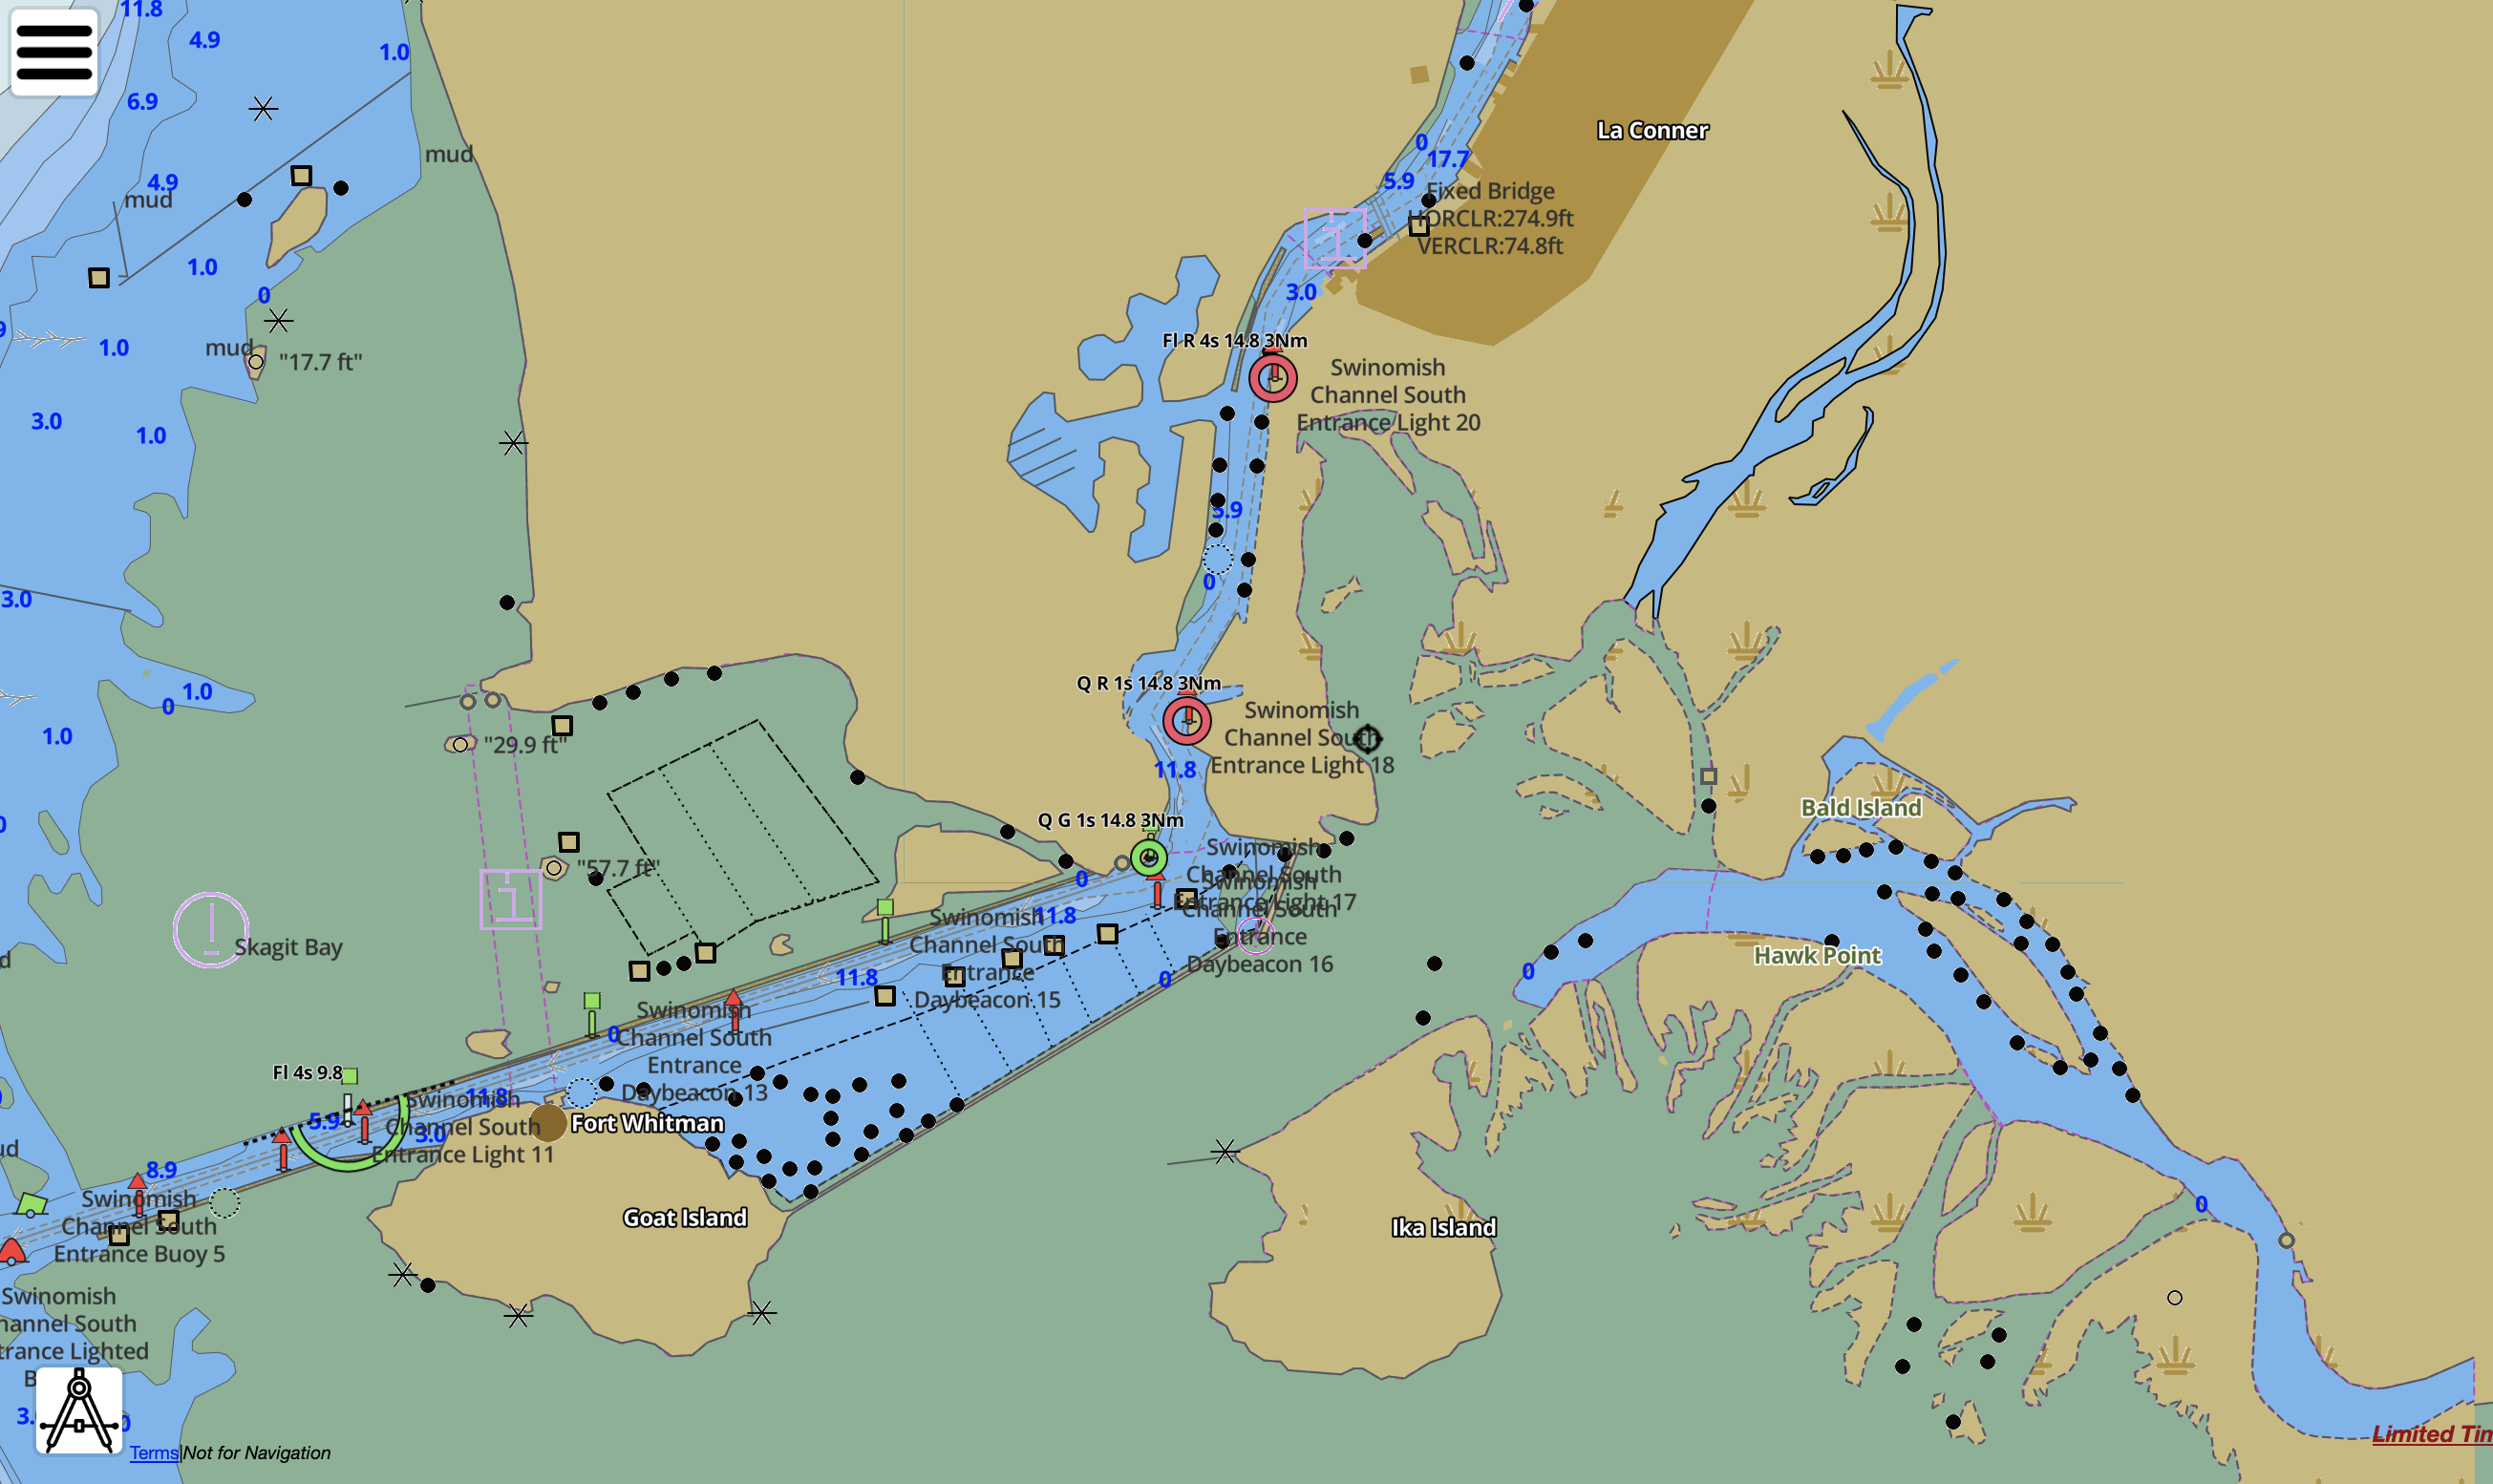 11.8
4.9
1.0
6.9
mud
La Conner
0
17.7
5.9
4.9
mud
Fixed Bridge
HORCLR:274.9ft
VERCLR:74.8ft
1.0
0
3.0
1.0
mud
"17.7 ft"
Fl R 4s 14.8 3Nm
Swinomish
Channel South
Entrance Light 20
3.0
1.0
0
3.0
1.0
0
Q R 1s 14.8 3Nm
Swinomish
Channel South
Entrance Light 18
1.0
"29.9 ft"
11.8
Bald Island
Q G 1s 14.8 3Nm
"57.7 ft"
0
Swinomish
Channel South
Entrance Light 17
Swinomish
Channel South
Entrance
Daybeacon 16
11.8
Swinomish
Channel South
Entrance
Daybeacon 15
Skagit Bay
Hawk Point
11.8
0
0
Swinomish
Channel South
Entrance
Daybeacon 13
0
Fl 4s 9.8
11.8
5.9
3.0
Swinomish
Channel South
Entrance Light 11
Fort Whitman
8.9
Swinomish
Channel South
Entrance Buoy 5
Goat Island
Ika Island
0
Swinomish
Terms|Not for Navigation
Limited